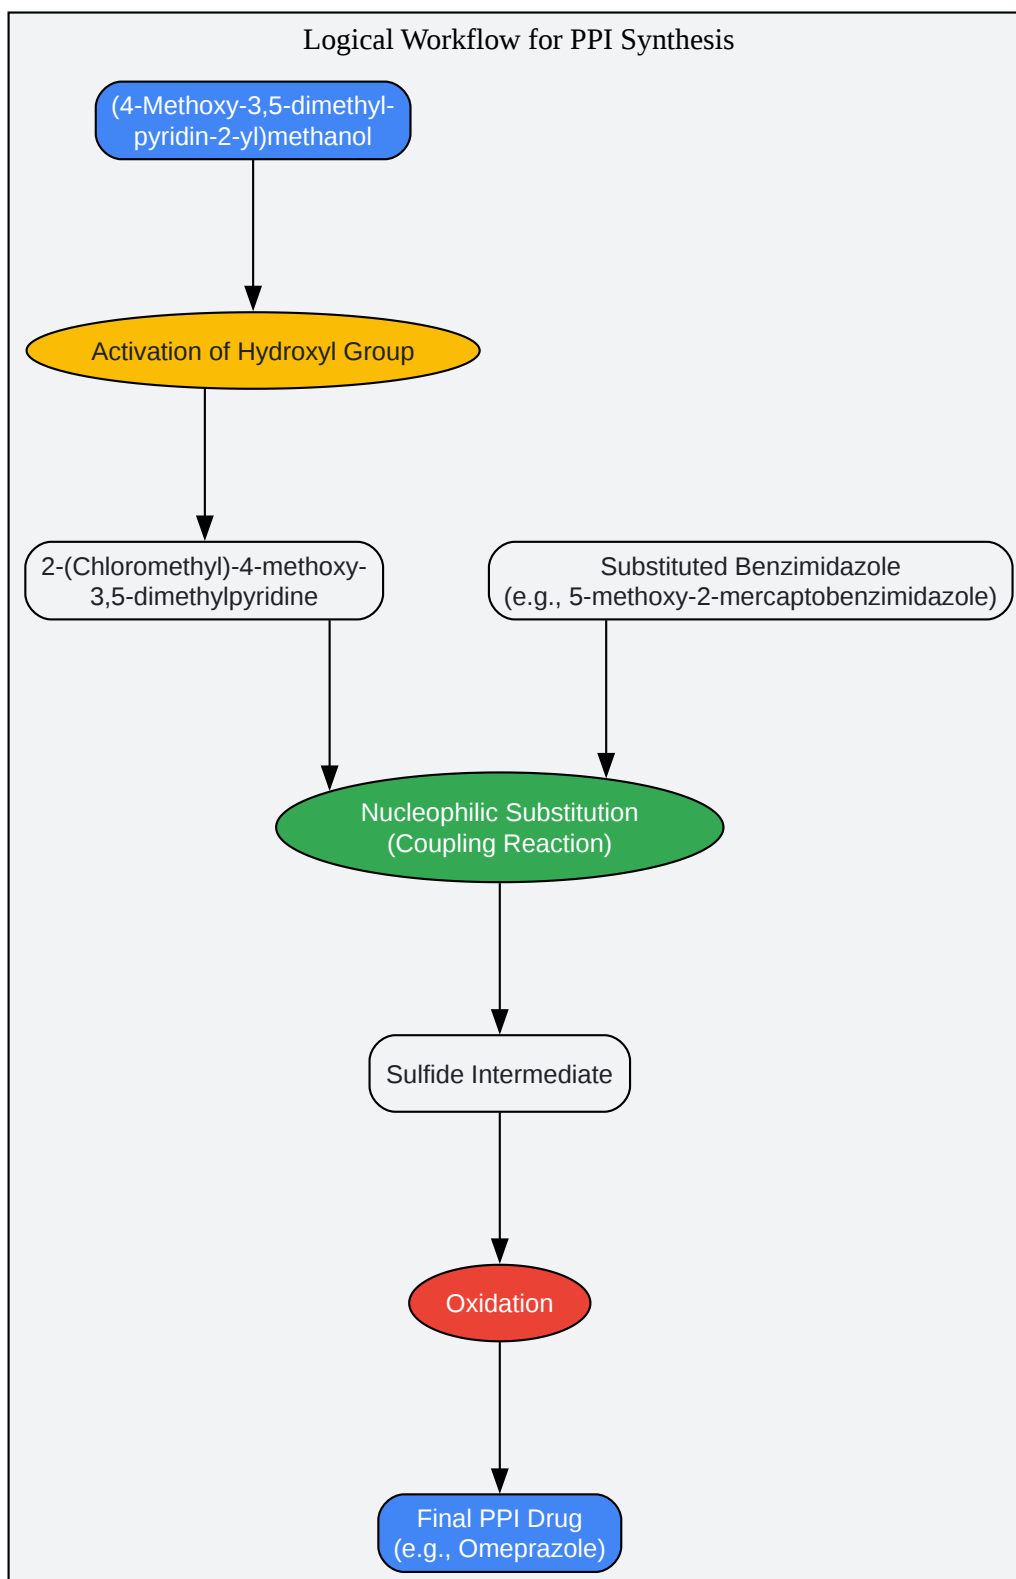 Logical Workflow for PPI Synthesis
(4-Methoxy-3,5-dimethyl-
pyridin-2-yl)methanol
Activation of Hydroxyl Group
2-(Chloromethyl)-4-methoxy-
3,5-dimethylpyridine
Substituted Benzimidazole
(e.g., 5-methoxy-2-mercaptobenzimidazole)
Nucleophilic Substitution
(Coupling Reaction)
Sulfide Intermediate
Oxidation
Final PPI Drug
(e.g., Omeprazole)